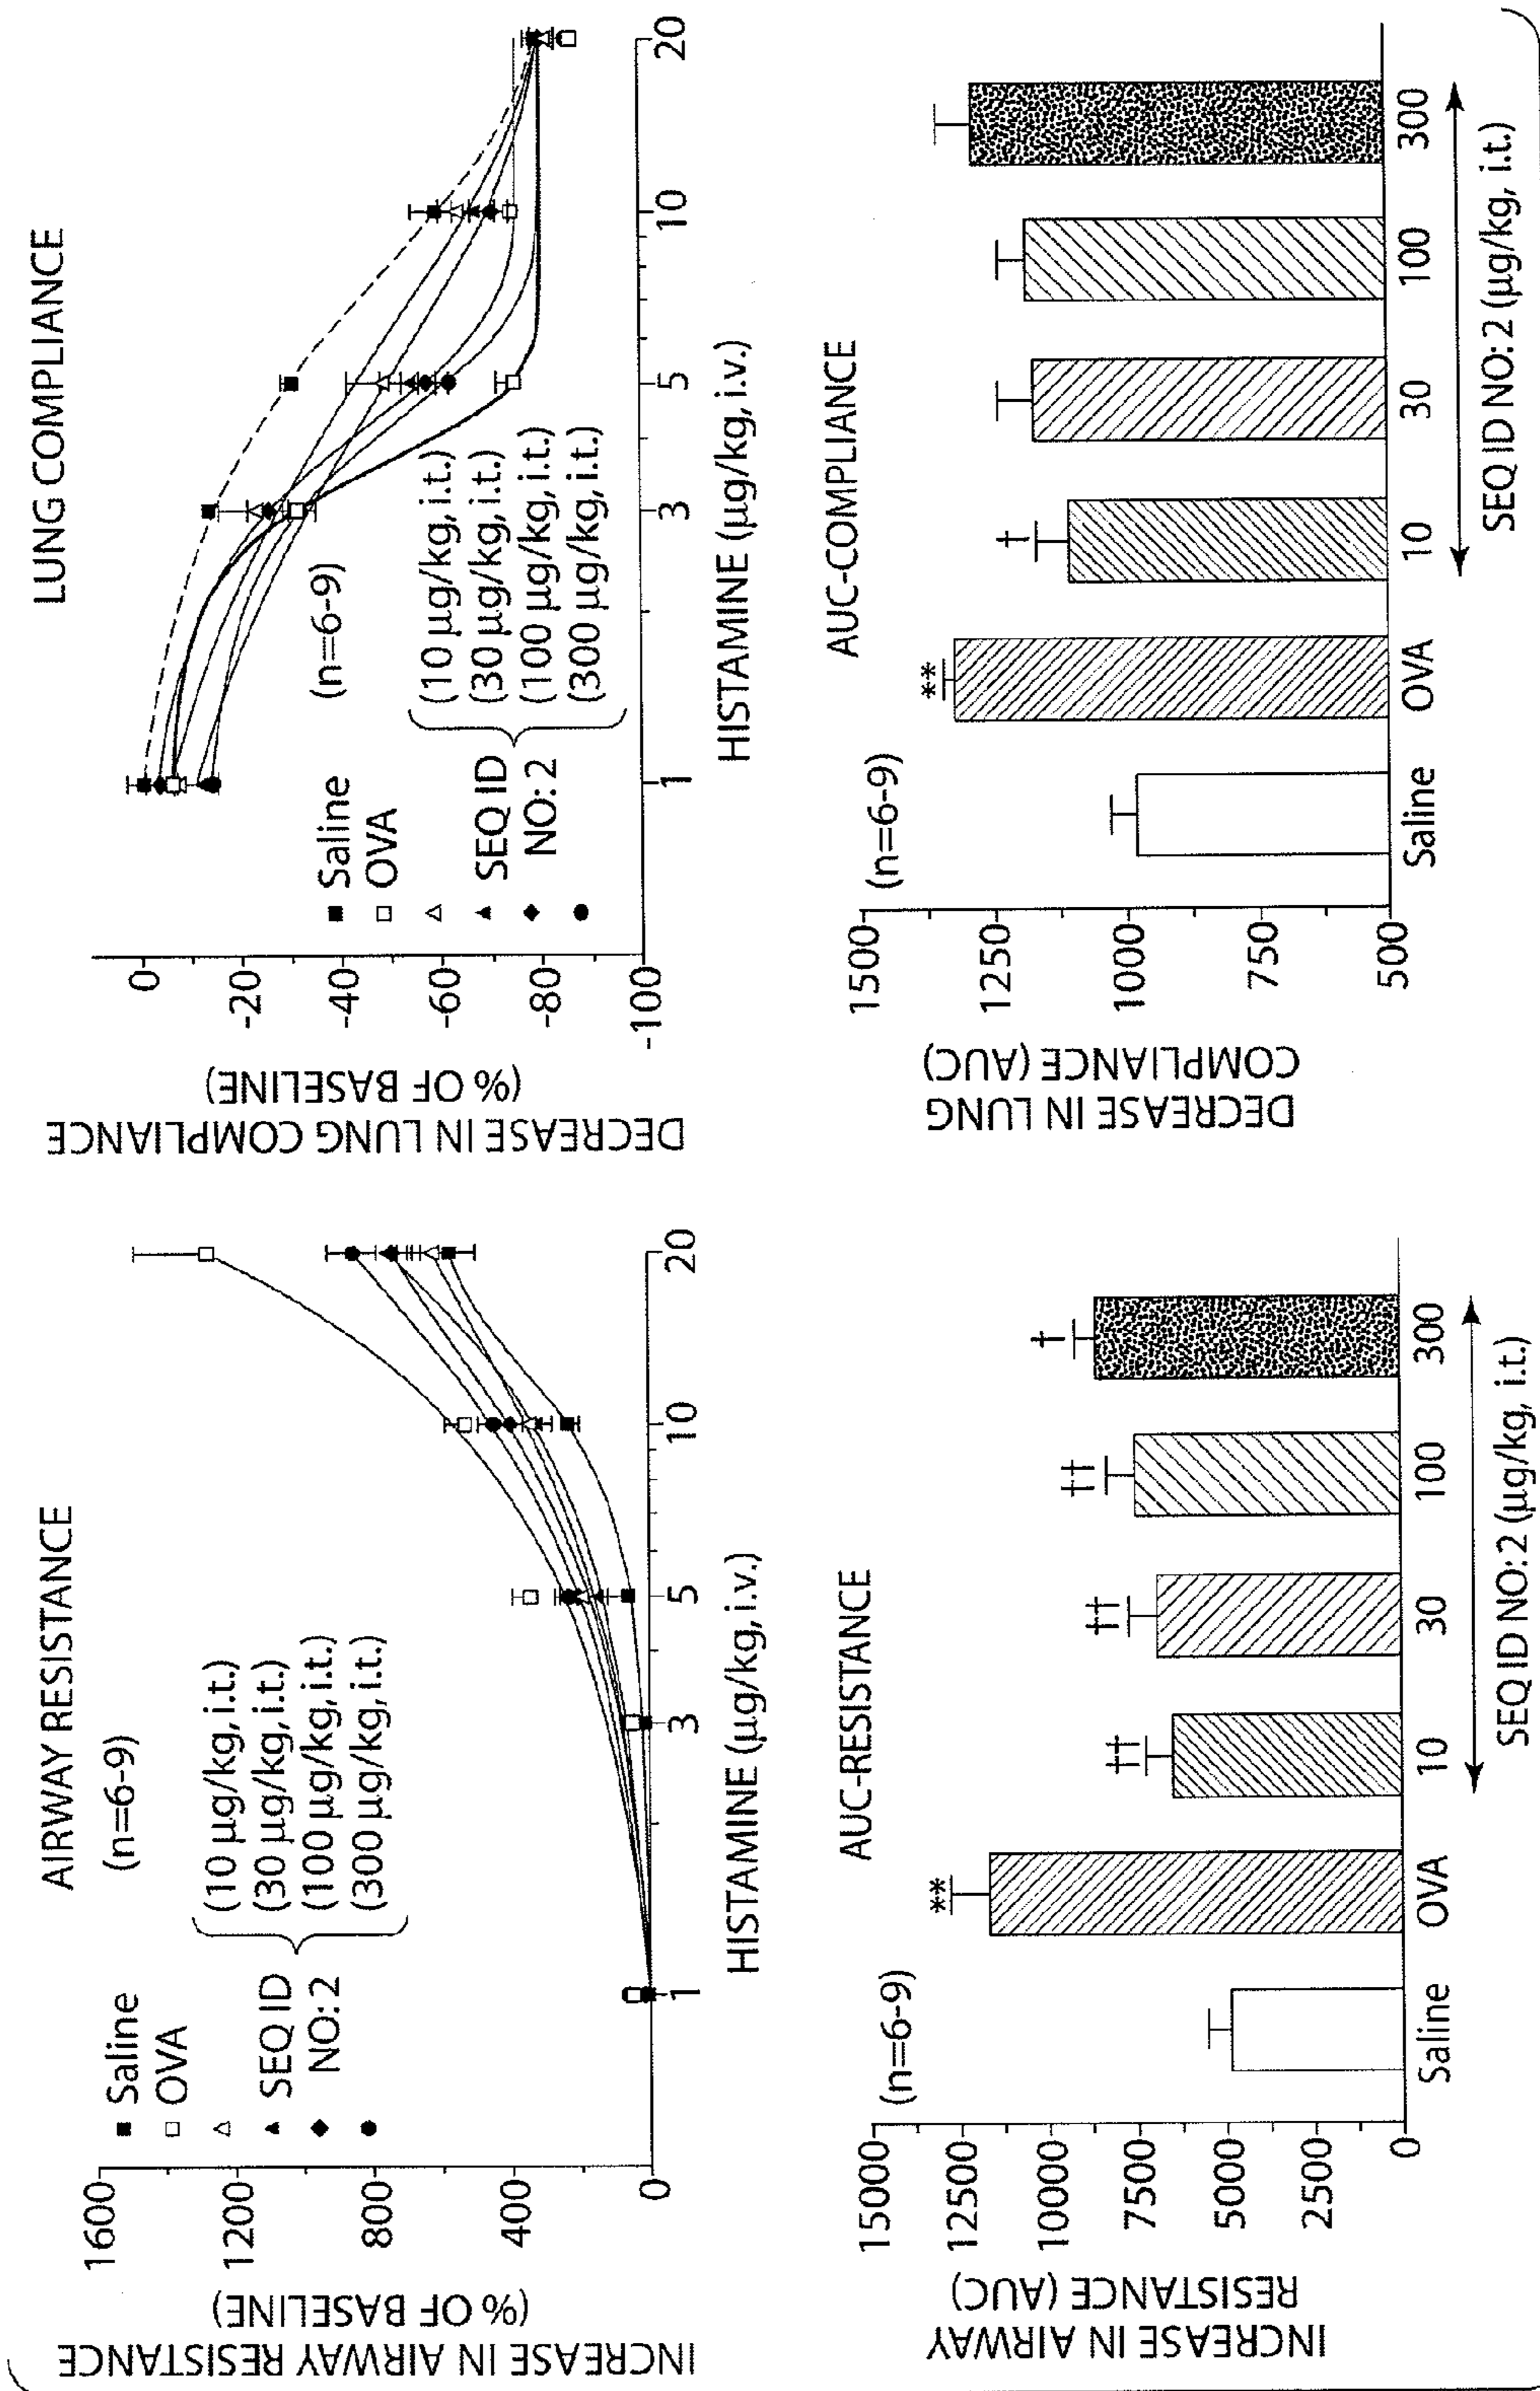 AIRWAY RESISTANCE
INCREASE IN AIRWAY RESISTANCE
(% OF BASELINE)
1600
1200
800
400
0
■ Saline (n=6-9)
□ OVA
△ (10 µg/kg, i.t.)
▲ SEQ ID (30 µg/kg, i.t.)
◆ NO: 2 (100 µg/kg, i.t.)
● (300 µg/kg, i.t.)
1 3 5 10 20
HISTAMINE (µg/kg, i.v.)
LUNG COMPLIANCE
DECREASE IN LUNG COMPLIANCE
(% OF BASELINE)
0
-20
-40
-60
-80
-100
■ Saline (n=6-9)
□ OVA
△ (10 µg/kg, i.t.)
▲ SEQ ID (30 µg/kg, i.t.)
◆ NO: 2 (100 µg/kg, i.t.)
● (300 µg/kg, i.t.)
1 3 5 10 20
HISTAMINE (µg/kg, i.v.)
AUC-RESISTANCE
INCREASE IN AIRWAY
RESISTANCE (AUC)
15000
12500
10000
7500
5000
2500
0
(n=6-9)
** †† †† †† †
Saline OVA 10 30 100 300
SEQ ID NO: 2 (µg/kg, i.t.)
AUC-COMPLIANCE
DECREASE IN LUNG
COMPLIANCE (AUC)
1500
1250
1000
750
500
(n=6-9)
** †
Saline OVA 10 30 100 300
SEQ ID NO: 2 (µg/kg, i.t.)